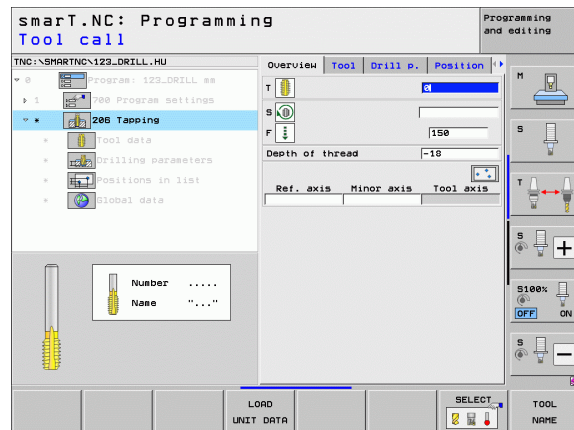 smarT.NC: Programming
Tool call
Programming
and editing
TNC:\SMARTNC\123_DRILL.HU
0 Program: 123_DRILL mm
1 700 Program settings
* 206 Tapping
* Tool data
* Drilling parameters
* Positions in list
* Global data
Overview Tool Drill p. Position
T 0
S
F 150
Depth of thread -18
Ref. axis Minor axis Tool axis
Number .....
Name "..."
M
S
T
S +
S100%
OFF ON
S -
LOAD
UNIT DATA
SELECT
TOOL
NAME